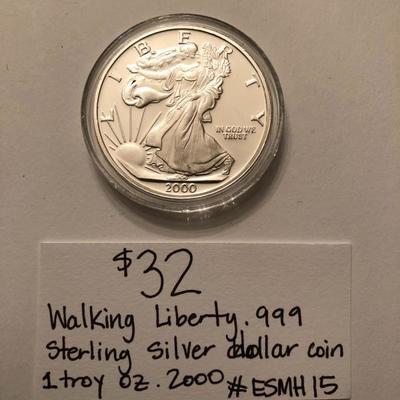 LIBERTY
IN GOD WE
TRUST
2000
$32
Walking Liberty .999
Sterling Silver dollar coin
1 troy oz. 2000 #ESMH15